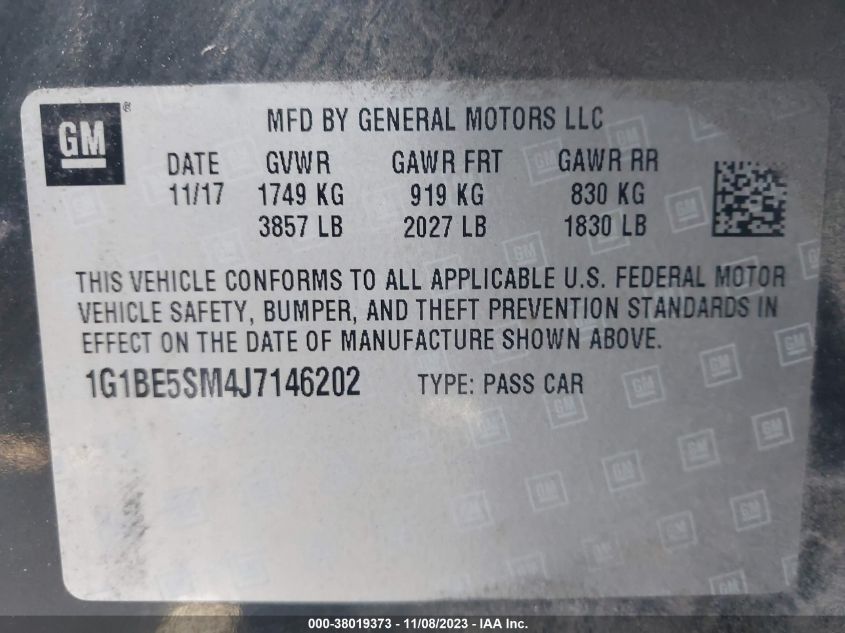 GM ®
MFD BY GENERAL MOTORS LLC
DATE GVWR GAWR FRT GAWR RR
11/17 1749 KG 919 KG 830 KG
3857 LB 2027 LB 1830 LB
THIS VEHICLE CONFORMS TO ALL APPLICABLE U.S. FEDERAL MOTOR
VEHICLE SAFETY, BUMPER, AND THEFT PREVENTION STANDARDS IN
EFFECT ON THE DATE OF MANUFACTURE SHOWN ABOVE.
1G1BE5SM4J7146202 TYPE: PASS CAR
000-38019373 - 11/08/2023 - IAA Inc.